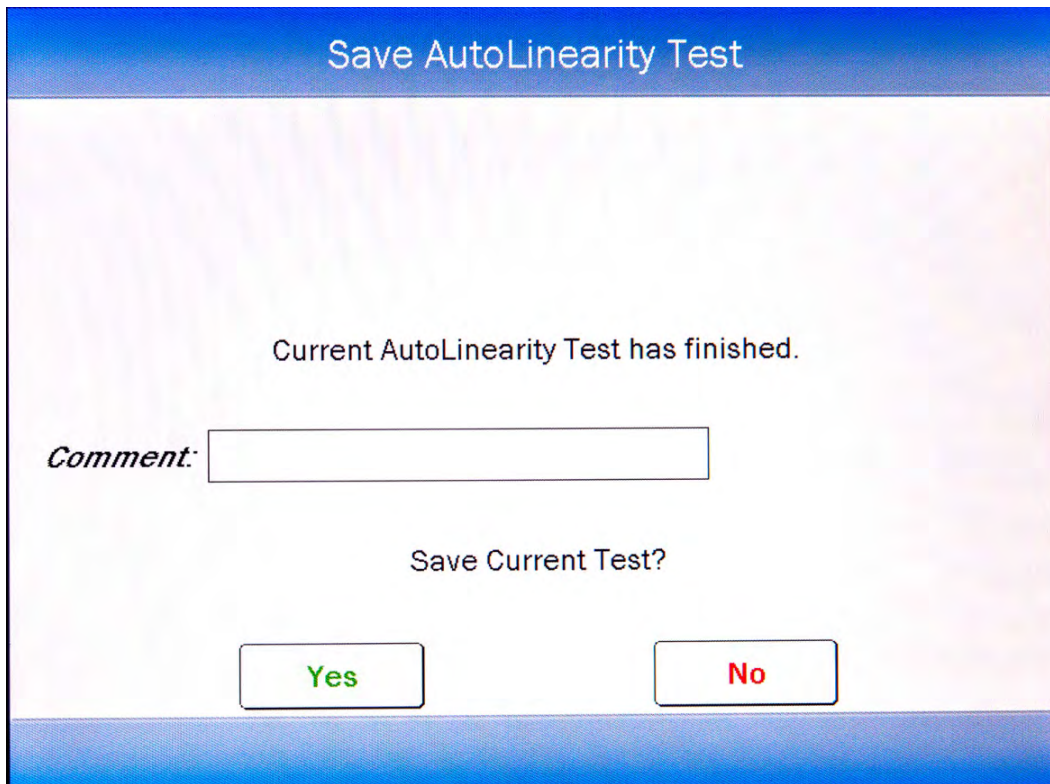 Save AutoLinearity Test
Current AutoLinearity Test has finished.
Comment:
Save Current Test?
Yes
No